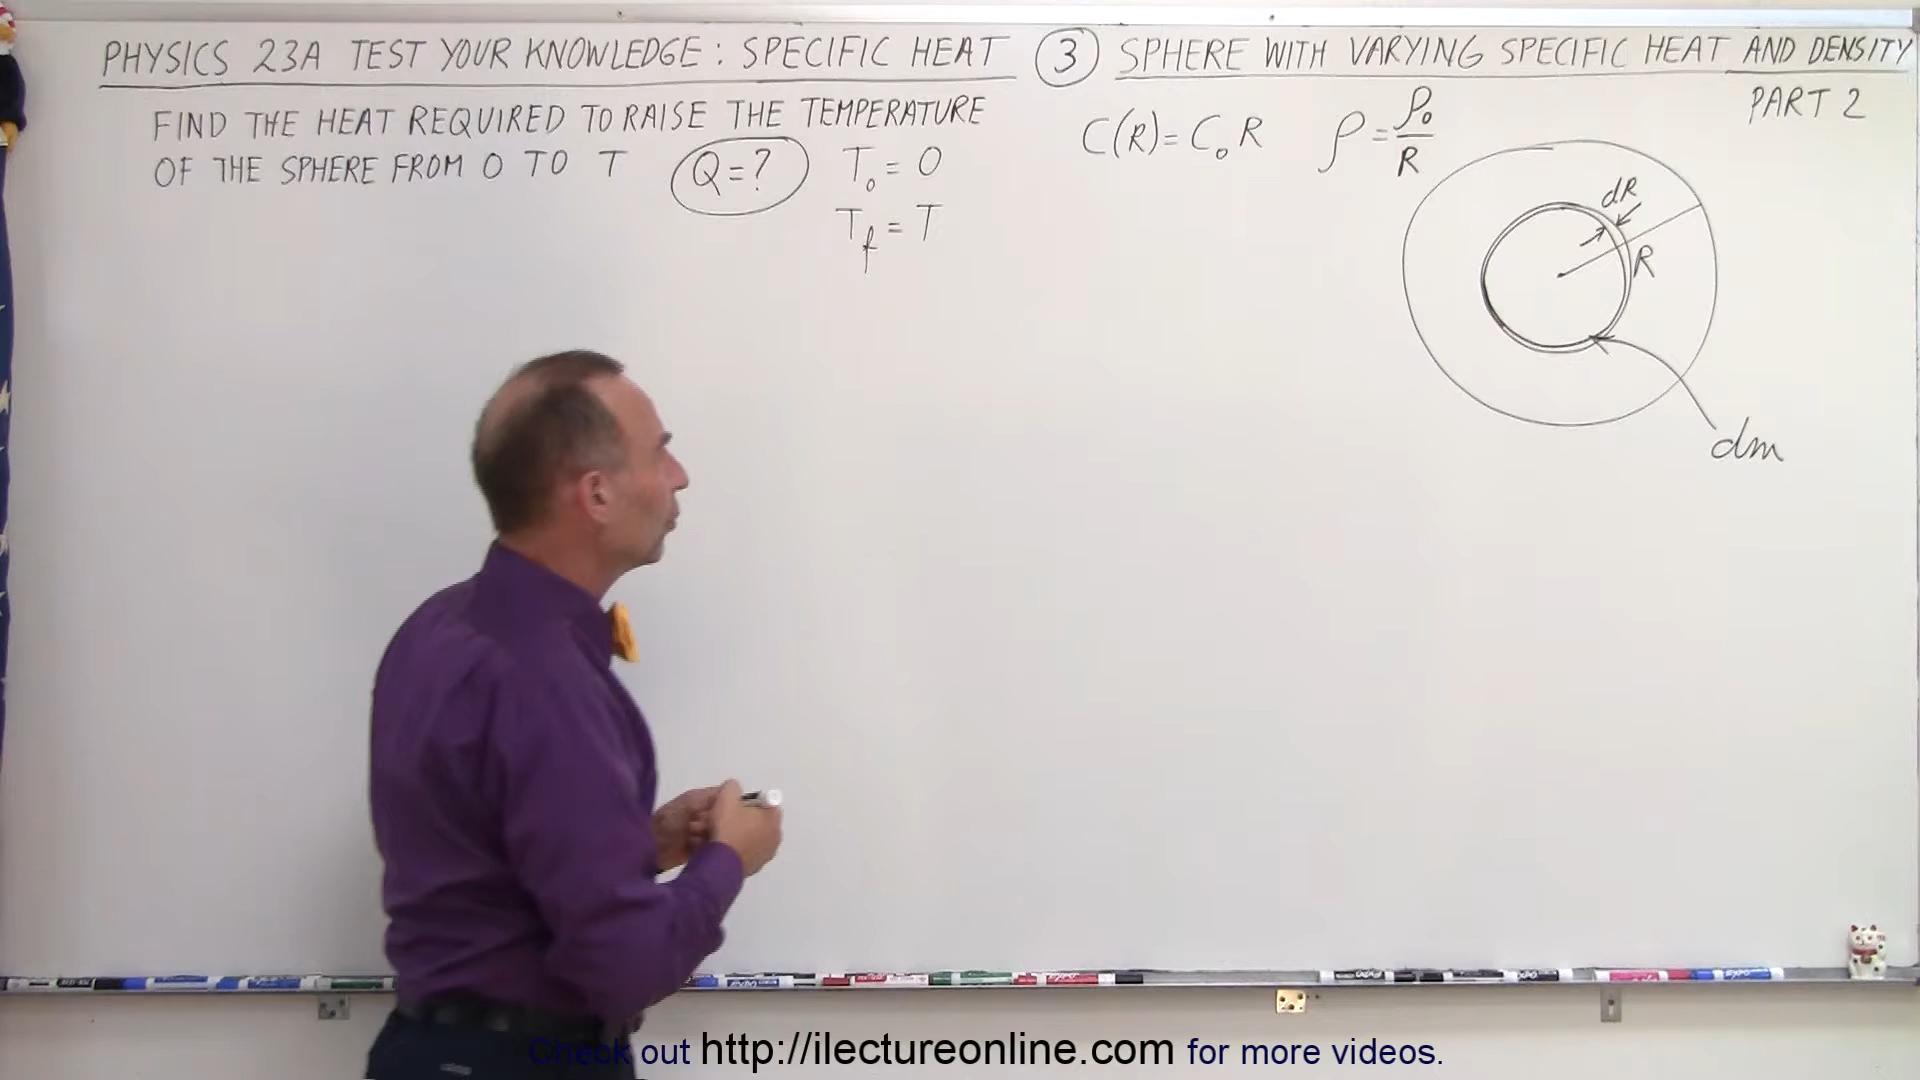 PHYSICS 23A TEST YOUR KNOWLEDGE: SPECIFIC HEAT ③ SPHERE WITH VARYING SPECIFIC HEAT AND DENSITY
PART 2
FIND THE HEAT REQUIRED TO RAISE THE TEMPERATURE
OF THE SPHERE FROM 0 TO T
Q=?
T₀ = 0
T_f = T
C(R)= C₀ R
ρ = ρ₀/R
dR
R
dm
Check out http://ilectureonline.com for more videos.